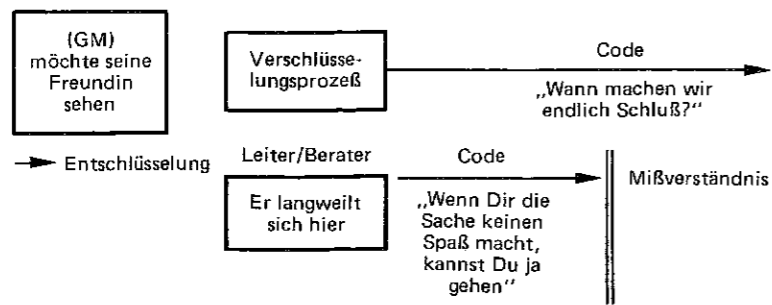 (GM)
möchte seine
Freundin
sehen
Verschlüsse-
lungsprozeß
Code
„Wann machen wir
endlich Schluß?“
Entschlüsselung
Leiter/Berater
Er langweilt
sich hier
Code
„Wenn Dir die
Sache keinen
Spaß macht,
kannst Du ja
gehen“
Mißverständnis